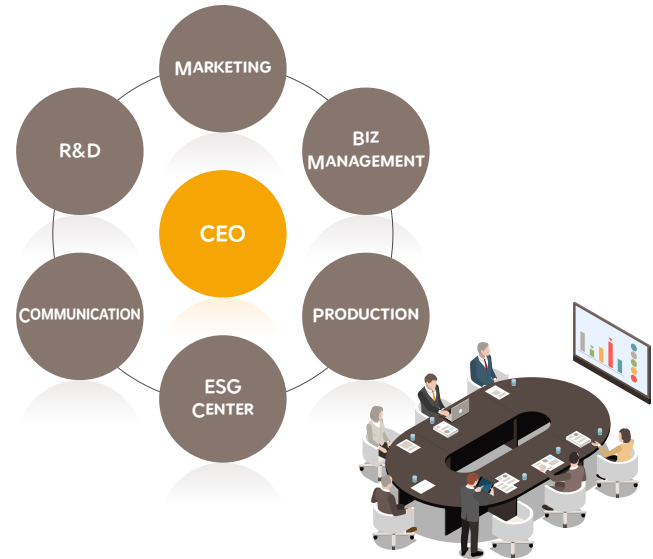 MARKETING
R&D
BIZ
MANAGEMENT
CEO
COMMUNICATION
PRODUCTION
ESG
CENTER